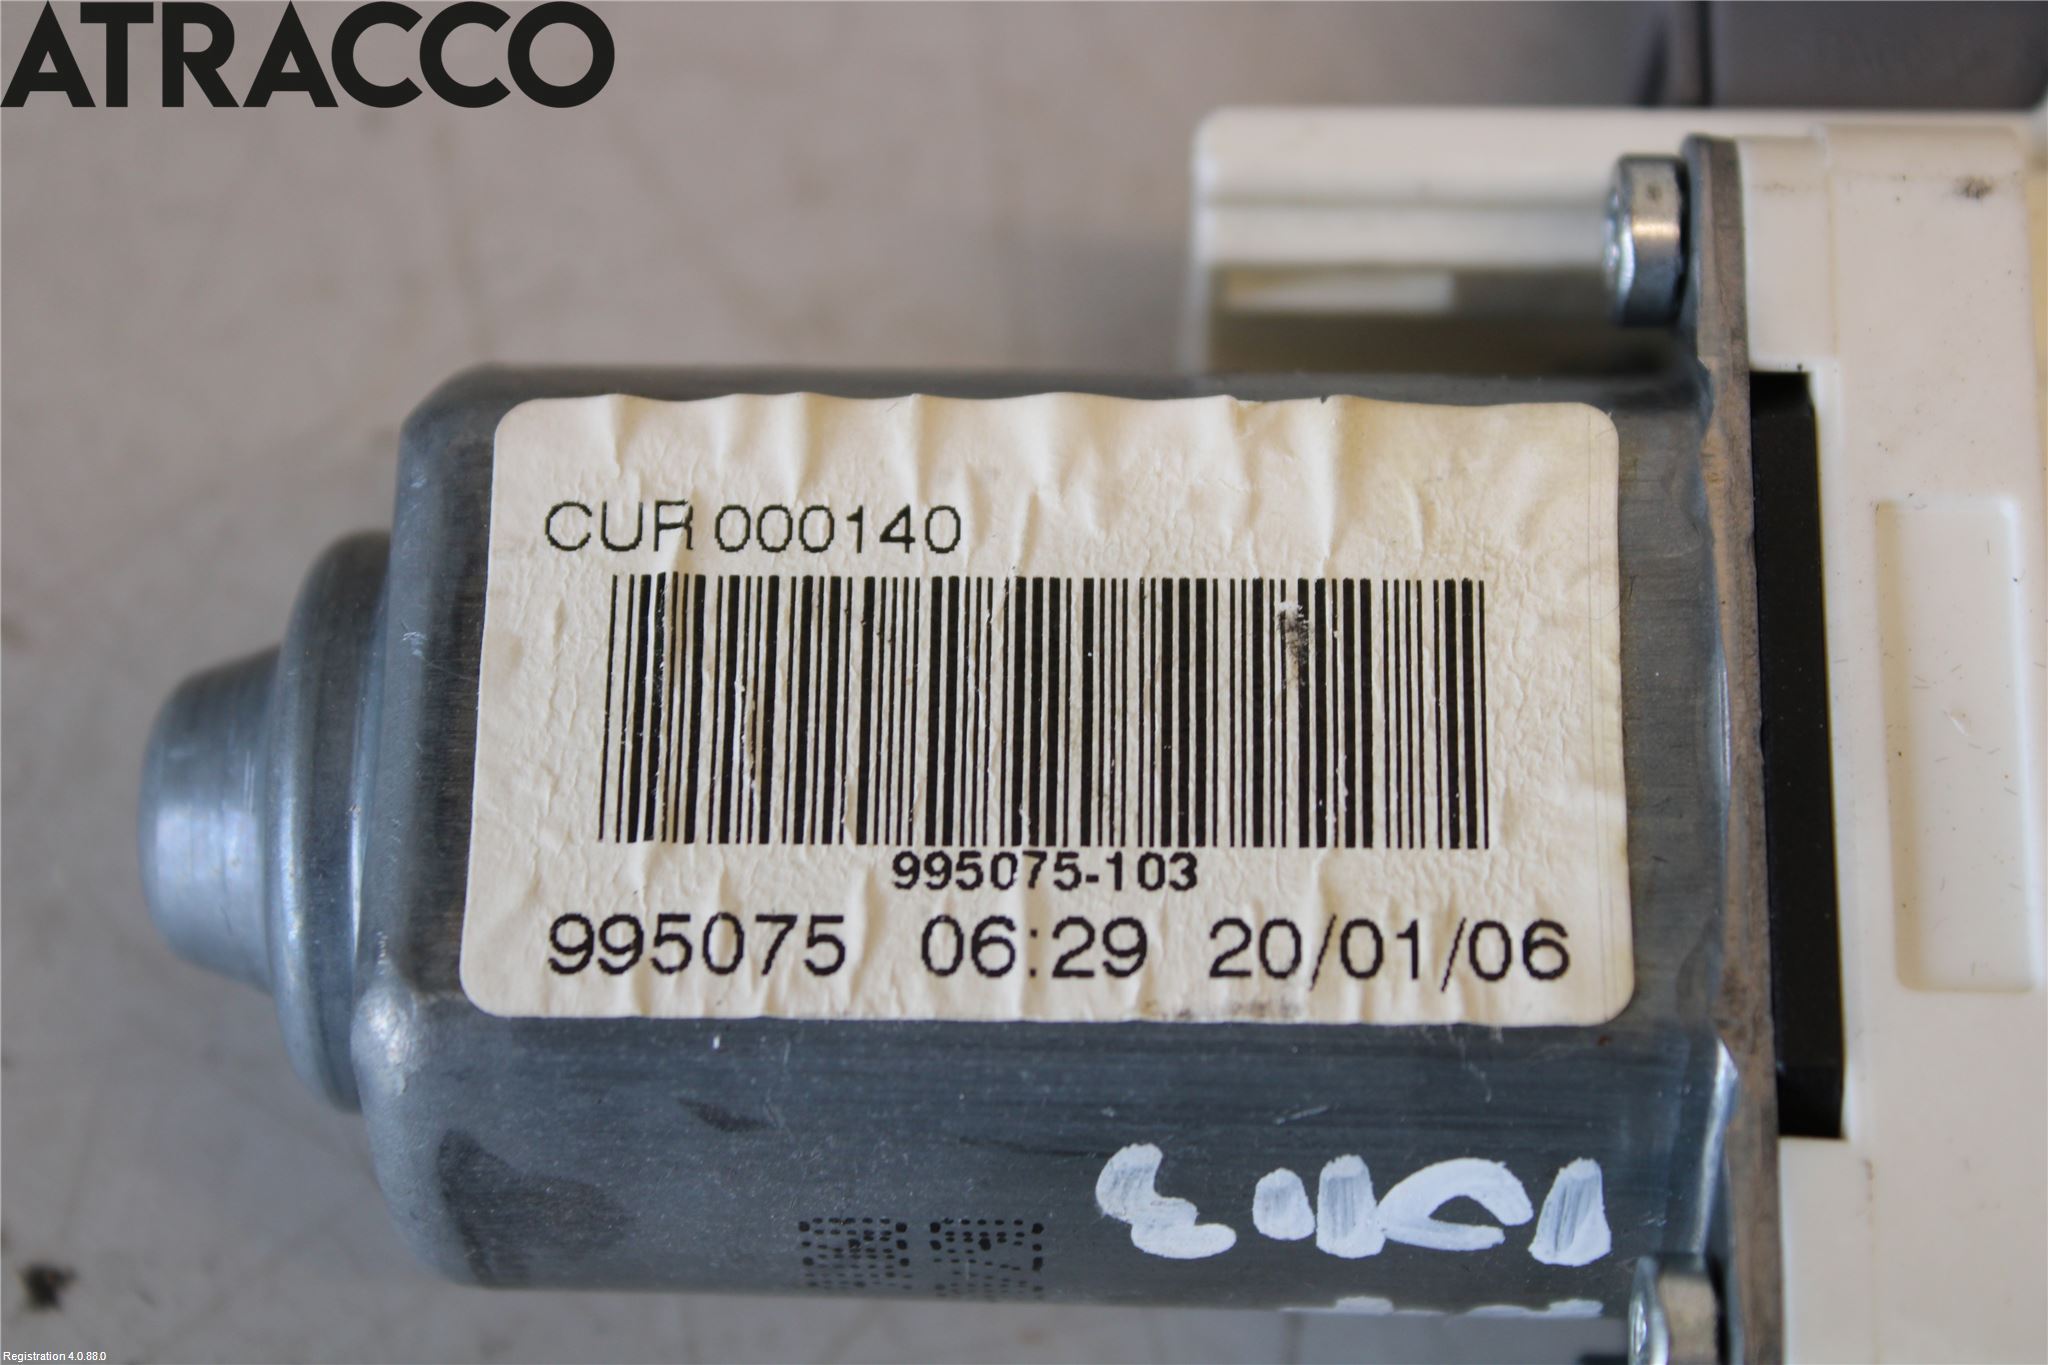 ATRACCO
CUR 000140
995075-103
995075 06:29 20/01/06
Registration 4.0.88.0